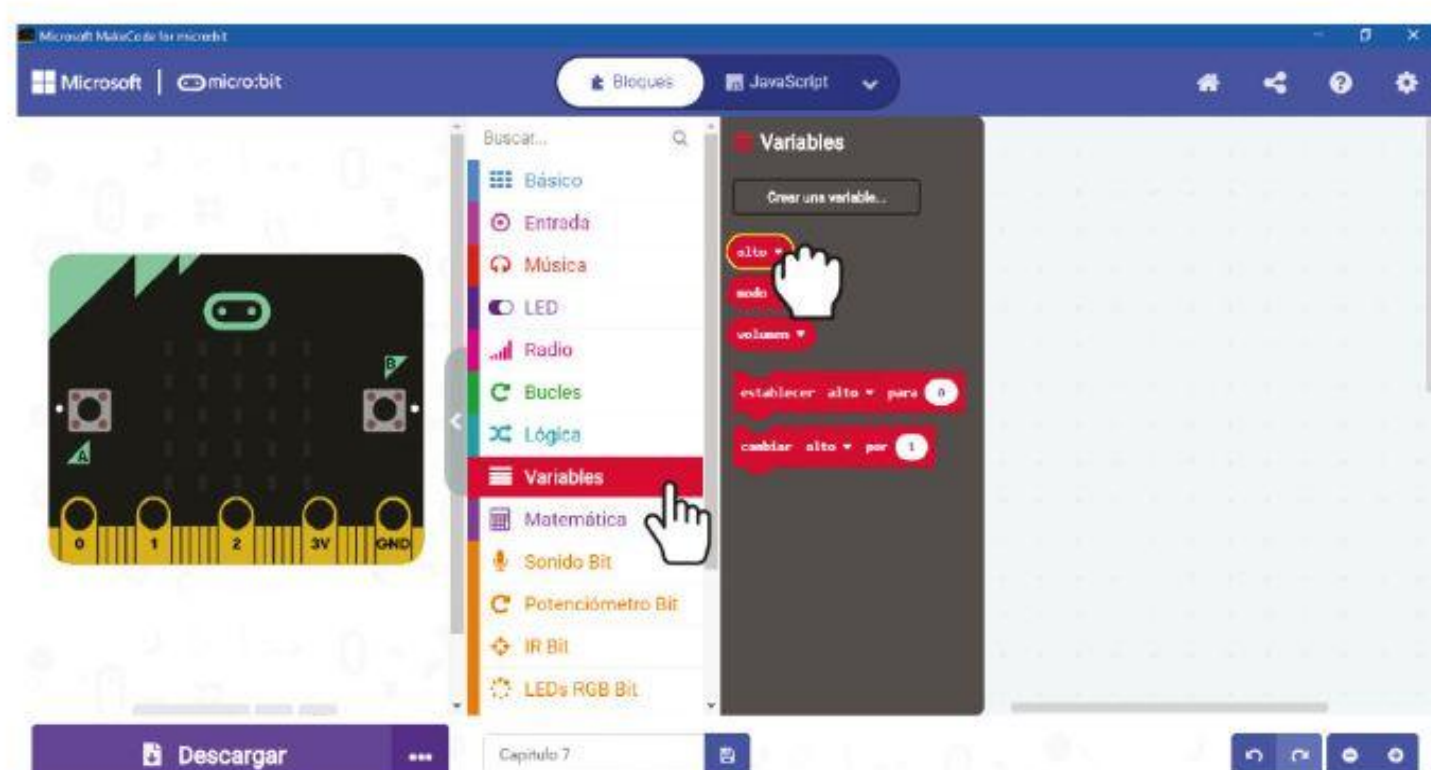 Microsoft MakeCode for micro:bit
Microsoft | micro:bit
Bloques
JavaScript
Buscar...
Básico
Entrada
Música
LED
Radio
Bucles
Lógica
Variables
Matemática
Sonido Bit
Potenciómetro Bit
IR Bit
LEDs RGB Bit
Variables
Crear una variable...
alto
modo
volumen
establecer alto para 0
cambiar alto por 1
B
A
0 1 2 3V GND
Descargar
Capitulo 7